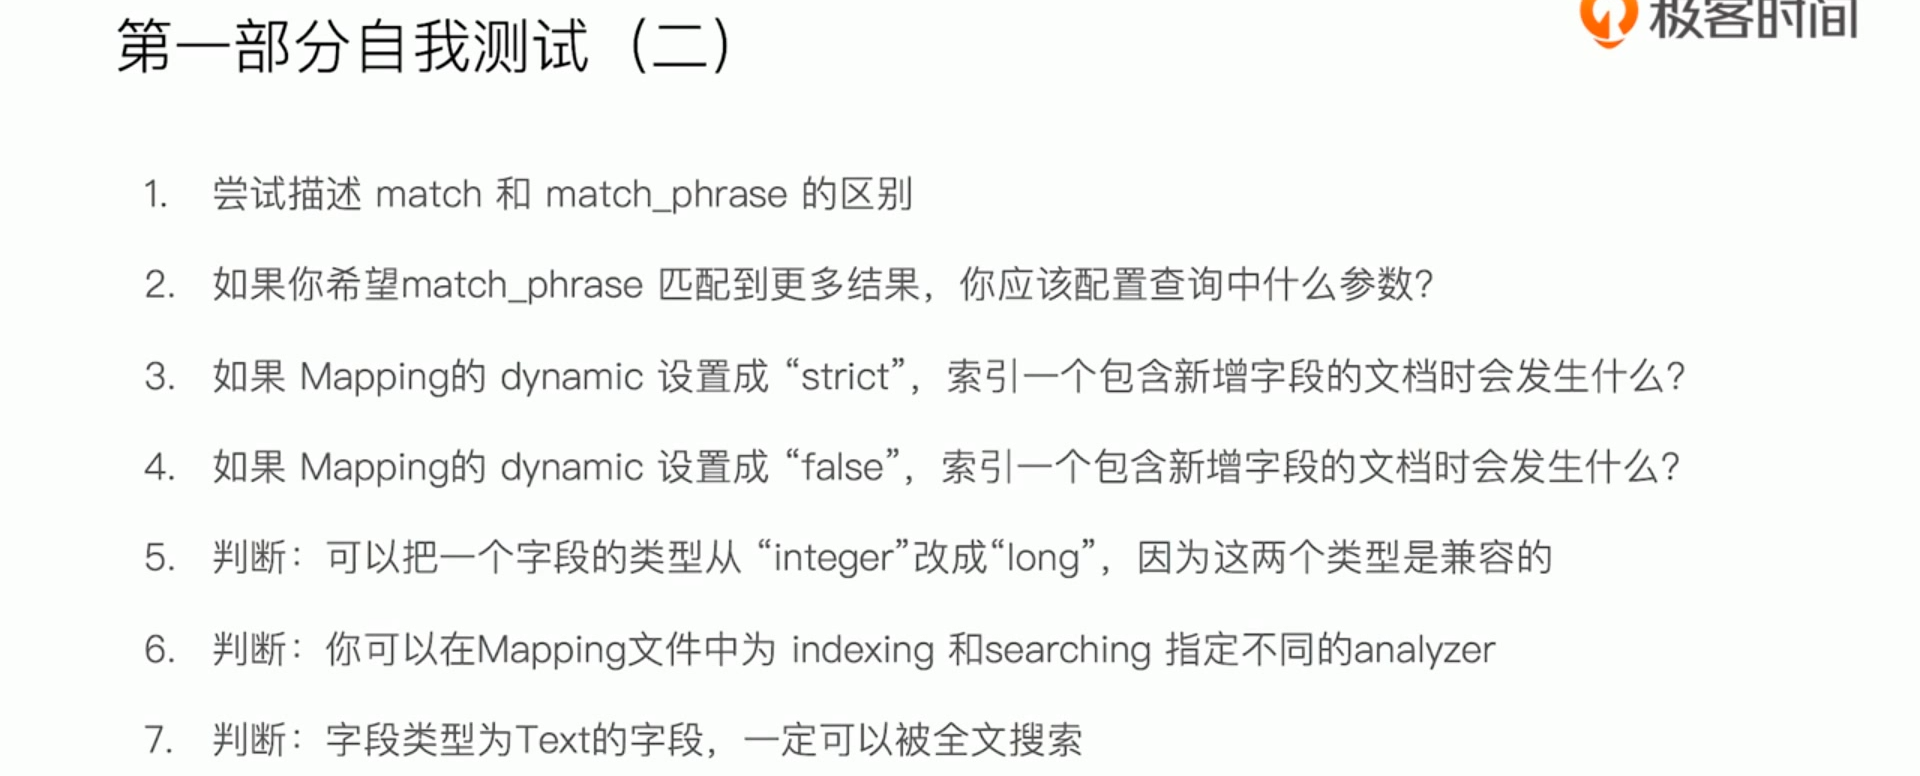 第一部分自我测试（二）
极客时间
1. 尝试描述 match 和 match_phrase 的区别
2. 如果你希望match_phrase 匹配到更多结果，你应该配置查询中什么参数？
3. 如果 Mapping的 dynamic 设置成 “strict”，索引一个包含新增字段的文档时会发生什么？
4. 如果 Mapping的 dynamic 设置成 “false”，索引一个包含新增字段的文档时会发生什么？
5. 判断：可以把一个字段的类型从 “integer”改成“long”，因为这两个类型是兼容的
6. 判断：你可以在Mapping文件中为 indexing 和searching 指定不同的analyzer
7. 判断：字段类型为Text的字段，一定可以被全文搜索